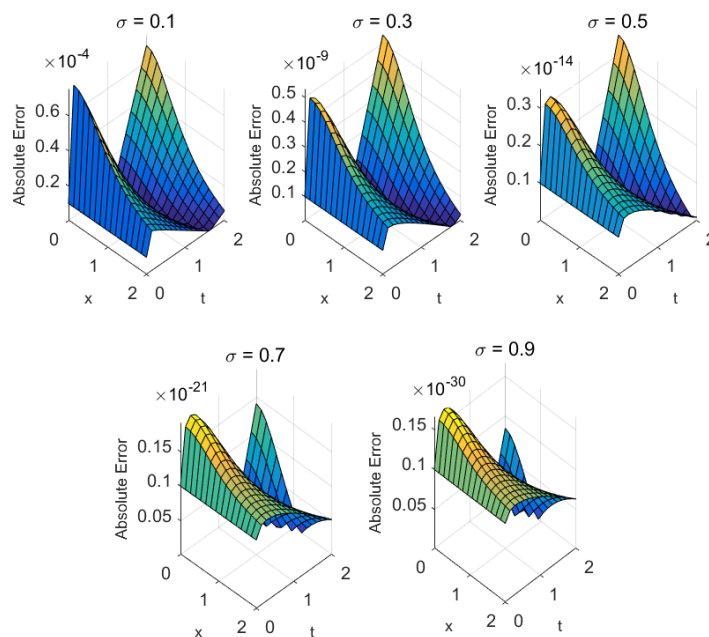 σ = 0.1
×10-4
0.6
0.4
0.2
Absolute Error
0
1
2
x
0
1
2
t
σ = 0.3
×10-9
0.5
0.4
0.3
0.2
0.1
Absolute Error
0
1
2
x
0
1
2
t
σ = 0.5
×10-14
0.3
0.2
0.1
Absolute Error
0
1
2
x
0
1
2
t
σ = 0.7
×10-21
0.15
0.1
0.05
Absolute Error
0
1
2
x
0
1
2
t
σ = 0.9
×10-30
0.15
0.1
0.05
Absolute Error
0
1
2
x
0
1
2
t